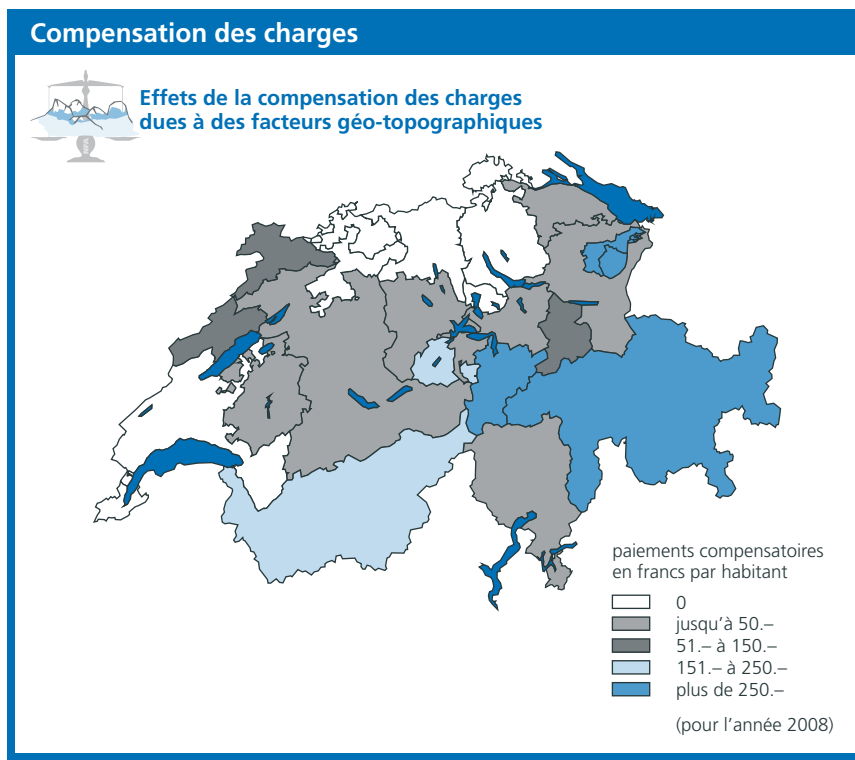 Compensation des charges
Effets de la compensation des charges
dues à des facteurs géo-topographiques
paiements compensatoires
en francs par habitant
0
jusqu'à 50.–
51.– à 150.–
151.– à 250.–
plus de 250.–
(pour l'année 2008)